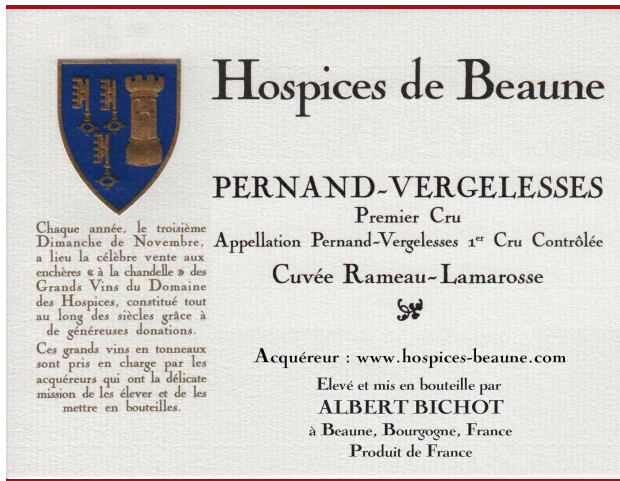 Hospices de Beaune
PERNAND-VERGELESSES
Premier Cru
Appellation Pernand-Vergelesses 1er Cru Contrôlée
Cuvée Rameau-Lamarosse
Acquéreur : www.hospices-beaune.com
Elevé et mis en bouteille par
ALBERT BICHOT
à Beaune, Bourgogne, France
Produit de France
Chaque année, le troisième
Dimanche de Novembre,
a lieu la célèbre vente aux
enchères « à la chandelle » des
Grands Vins du Domaine
des Hospices, constitué tout
au long des siècles grâce à
de généreuses donations.
Ces grands vins en tonneaux
sont pris en charge par les
acquéreurs qui ont la délicate
mission de les élever et de les
mettre en bouteilles.